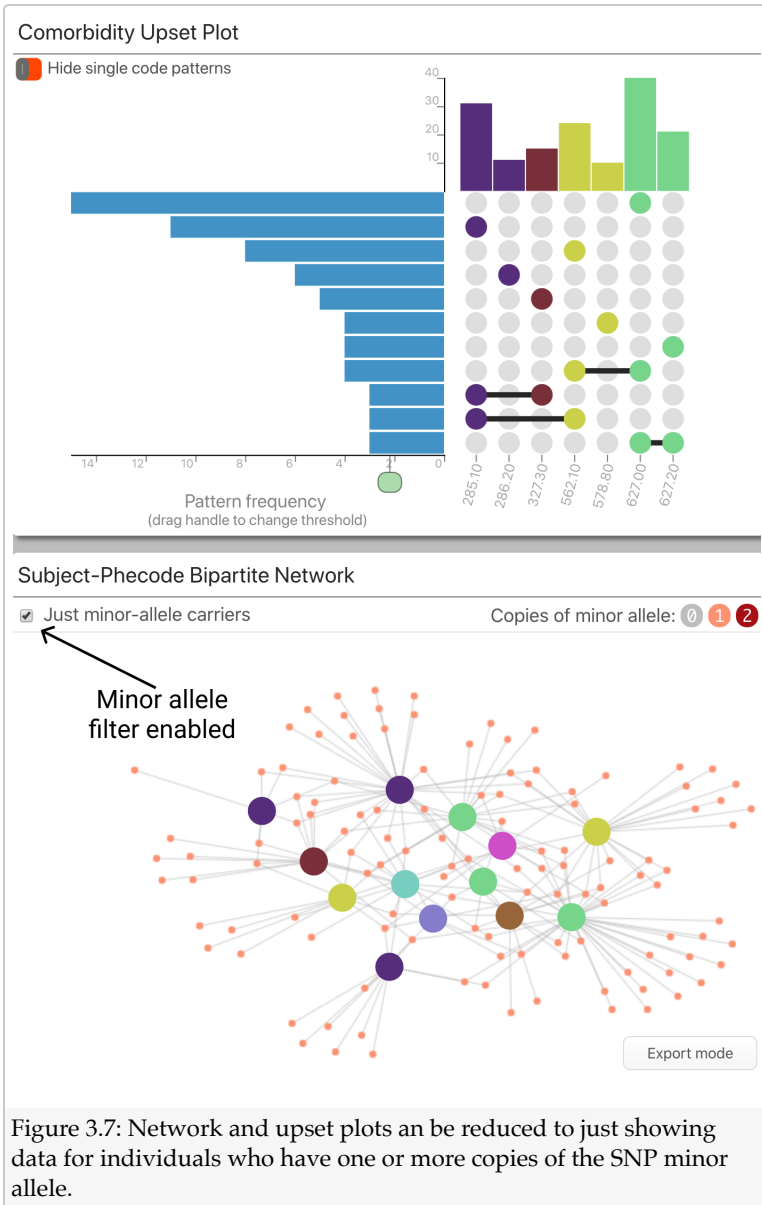 Comorbidity Upset Plot
Hide single code patterns
40
30
20
10
14 12 10 8 6 4 2 0
285.10 286.20 327.30 562.10 578.80 627.00 627.20
Pattern frequency
(drag handle to change threshold)
Subject-Phecode Bipartite Network
Just minor-allele carriers
Copies of minor allele: 0 1 2
Minor allele
filter enabled
Export mode
Figure 3.7: Network and upset plots an be reduced to just showing
data for individuals who have one or more copies of the SNP minor
allele.